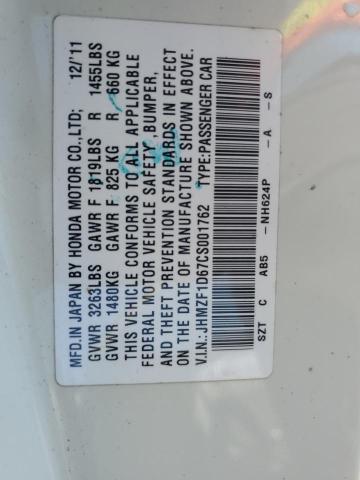 MFD.IN JAPAN BY HONDA MOTOR CO.,LTD; 12/'11
GVWR 3263LBS GAWR F 1819LBS R 1455LBS
GVWR 1480KG GAWR F 825 KG R 660 KG
THIS VEHICLE CONFORMS TO ALL APPLICABLE
FEDERAL MOTOR VEHICLE SAFETY ,BUMPER,
AND THEFT PREVENTION STANDARDS IN EFFECT
ON THE DATE OF MANUFACTURE SHOWN ABOVE.
V.I.N.:JHMZF1D67CS001762 TYPE:PASSENGER CAR
SZT C AB5 -NH624P -A -S